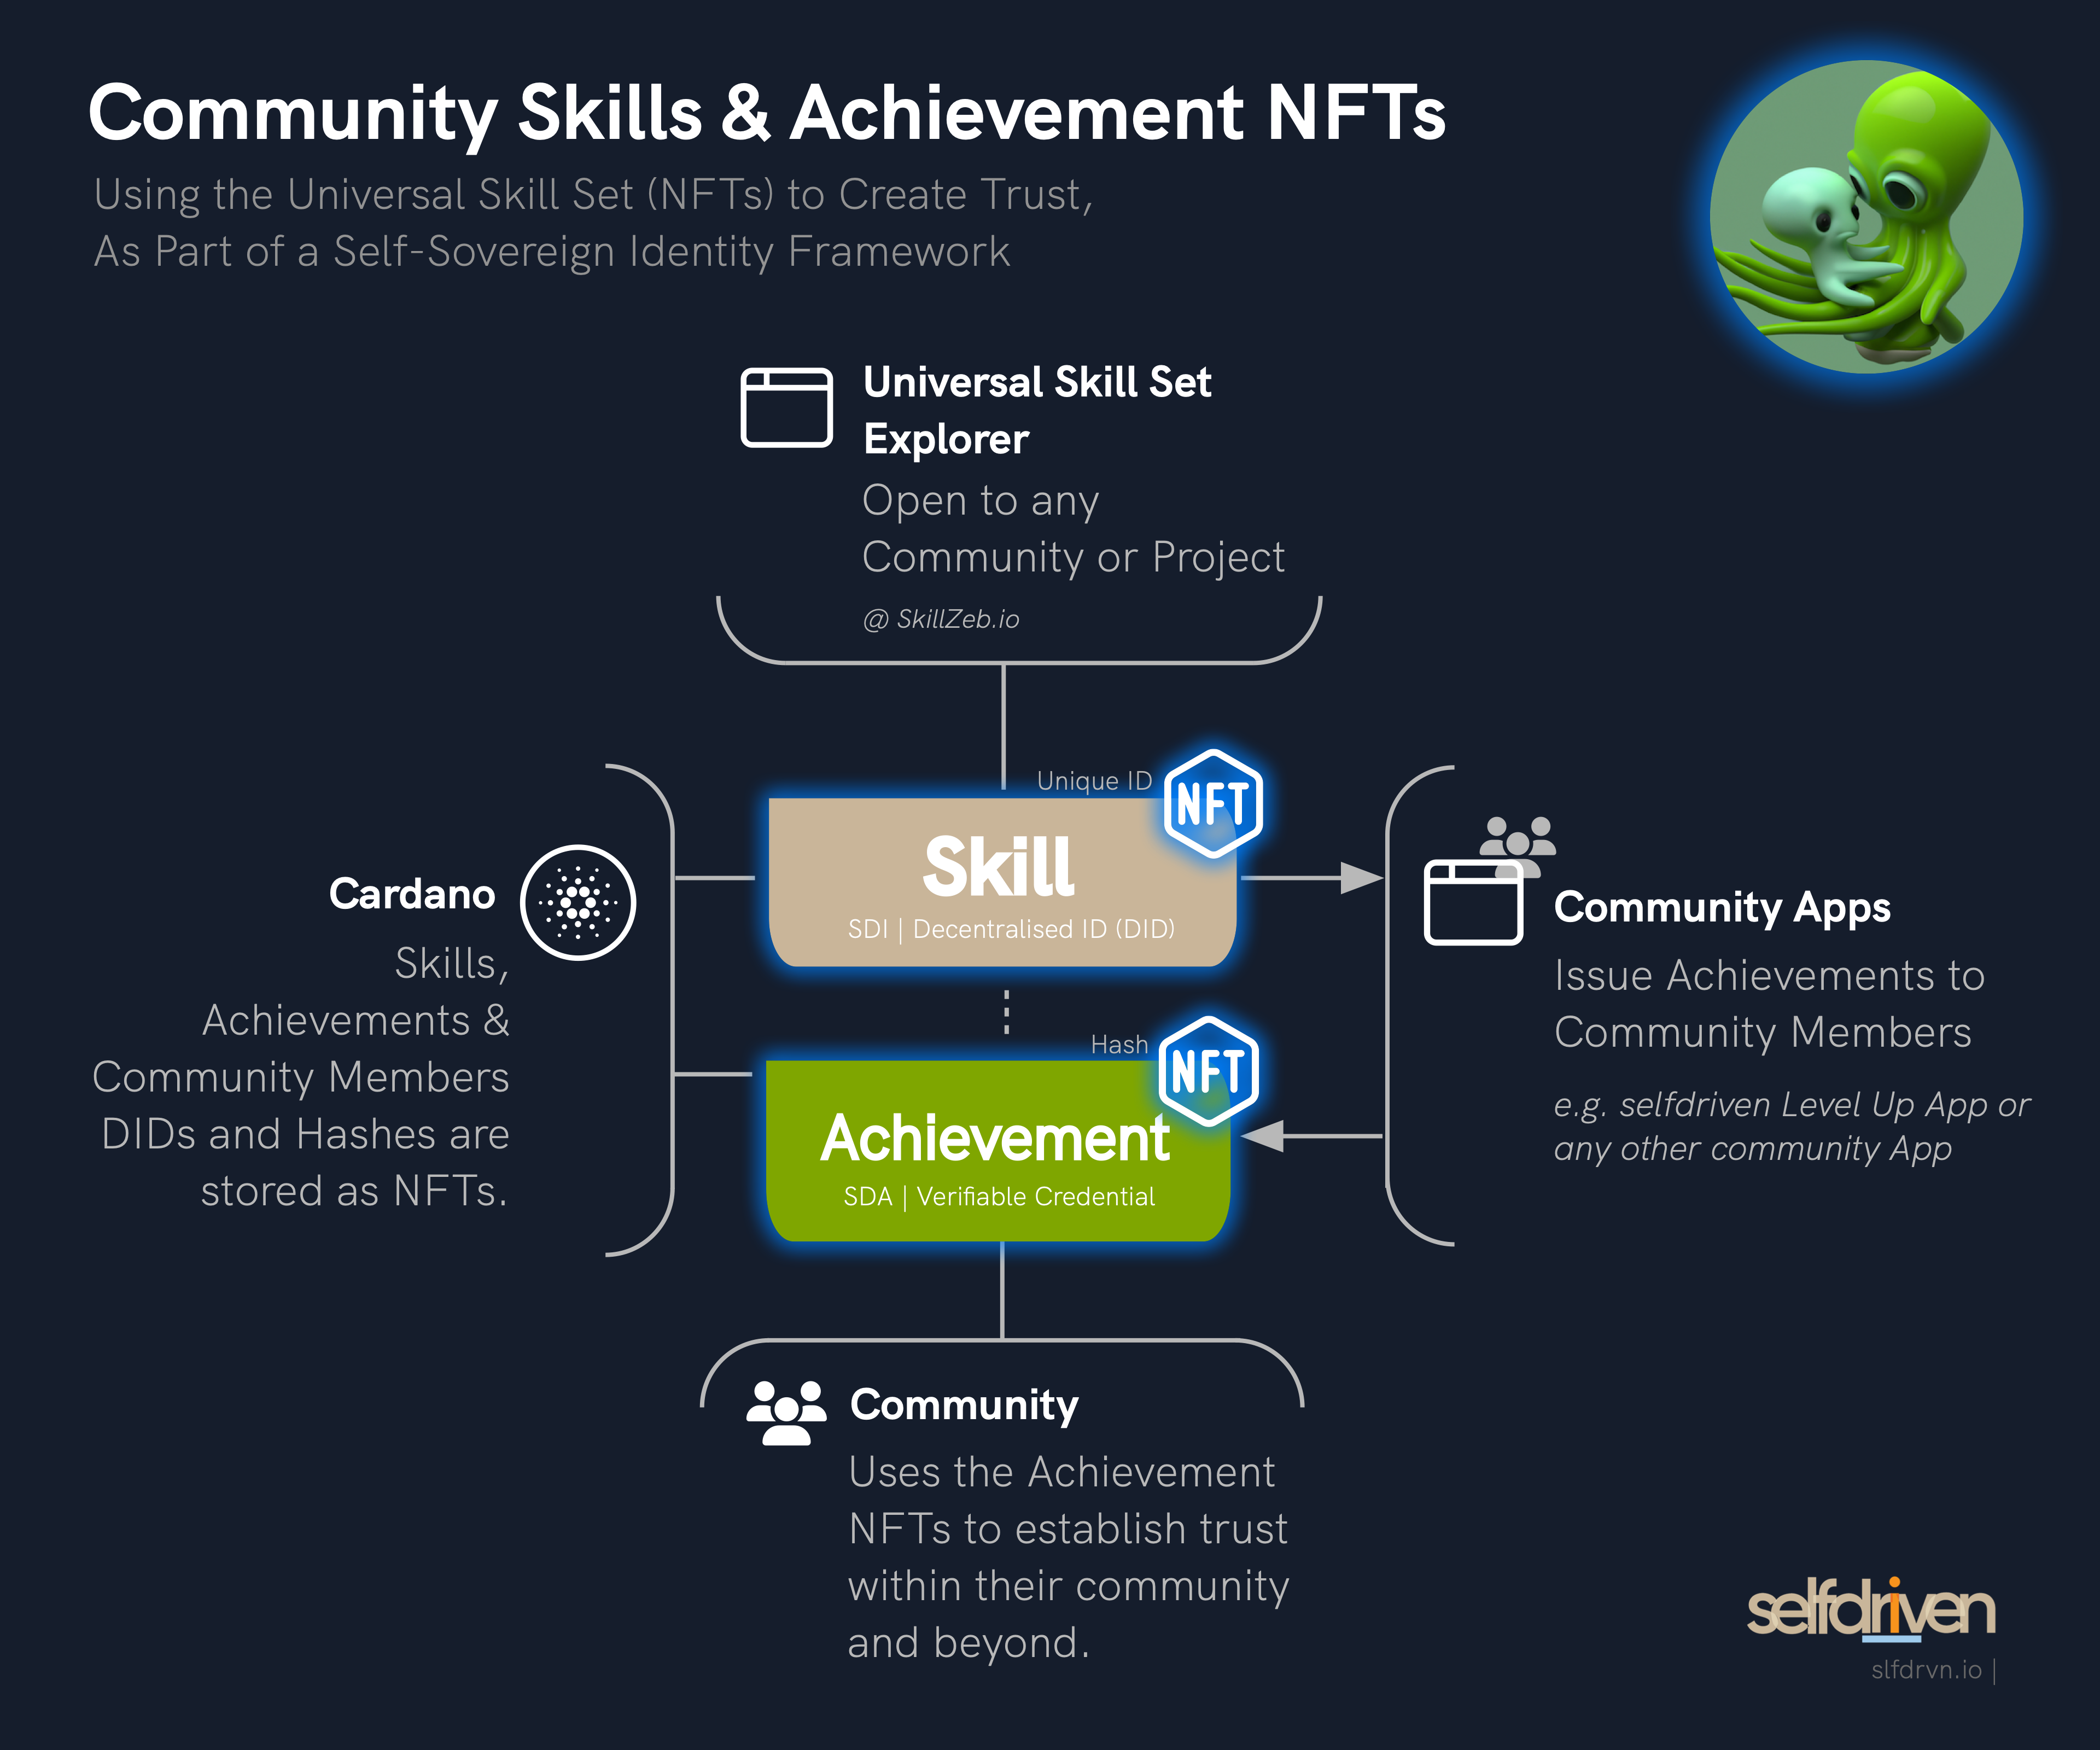 Community Skills & Achievement NFTs
Using the Universal Skill Set (NFTs) to Create Trust,
As Part of a Self-Sovereign Identity Framework
Universal Skill Set
Explorer
Open to any
Community or Project
@ SkillZeb.io
Unique ID
NFT
Skill
SDI | Decentralised ID (DID)
Cardano
Skills,
Achievements &
Community Members
DIDs and Hashes are
stored as NFTs.
Hash
NFT
Achievement
SDA | Verifiable Credential
Community Apps
Issue Achievements to
Community Members
e.g. selfdriven Level Up App or
any other community App
Community
Uses the Achievement
NFTs to establish trust
within their community
and beyond.
selfdriven
slfdrvn.io |